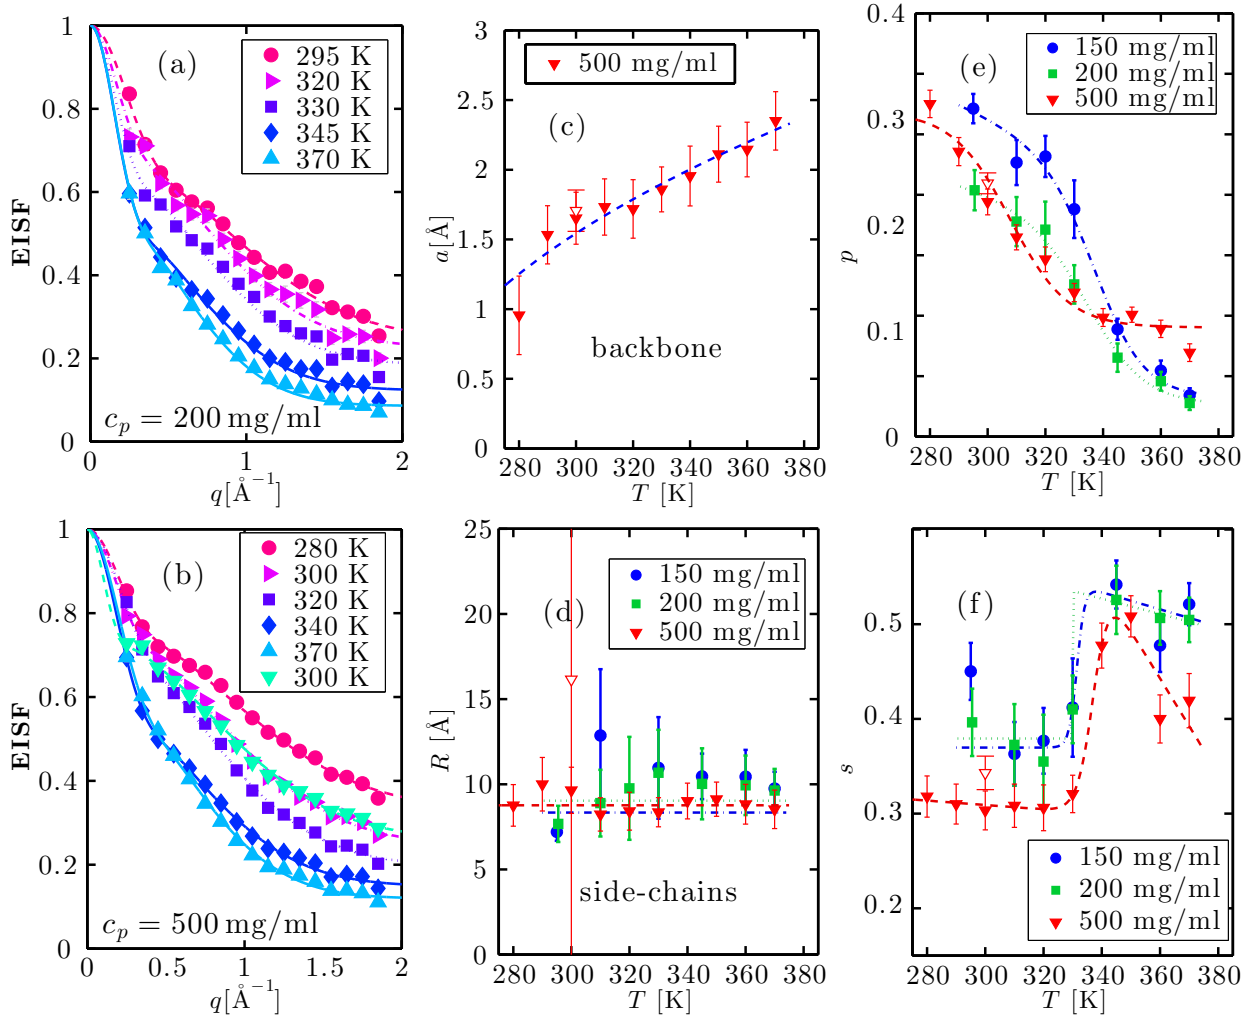 (a)
295 K
320 K
330 K
345 K
370 K
EISF
1
0.8
0.6
0.4
0.2
0
c_p = 200 mg/ml
0
1
2
q[Å⁻¹]
(b)
280 K
300 K
320 K
340 K
370 K
300 K
EISF
1
0.8
0.6
0.4
0.2
0
c_p = 500 mg/ml
0
0.5
1
1.5
2
q[Å⁻¹]
(c)
500 mg/ml
a[Å]
3
2.5
2
1.5
1
0.5
0
backbone
280 300 320 340 360 380
T [K]
(d)
150 mg/ml
200 mg/ml
500 mg/ml
R [Å]
25
20
15
10
5
0
side-chains
280 300 320 340 360 380
T [K]
(e)
150 mg/ml
200 mg/ml
500 mg/ml
p
0.4
0.3
0.2
0.1
0
280 300 320 340 360 380
T [K]
(f)
s
0.5
0.4
0.3
0.2
150 mg/ml
200 mg/ml
500 mg/ml
280 300 320 340 360 380
T [K]